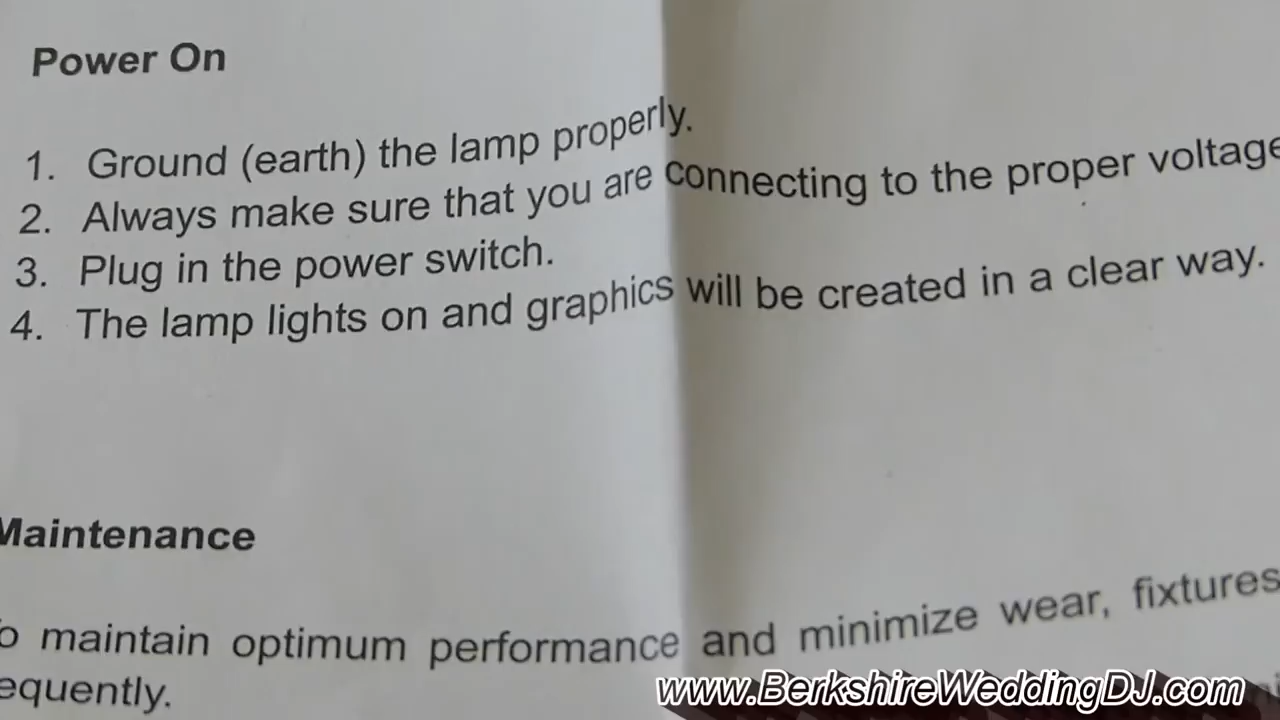 Power On
1. Ground (earth) the lamp properly.
2. Always make sure that you are connecting to the proper voltage
3. Plug in the power switch.
4. The lamp lights on and graphics will be created in a clear way.
Maintenance
To maintain optimum performance and minimize wear, fixtures
equently.
www.BerkshireWeddingDJ.com